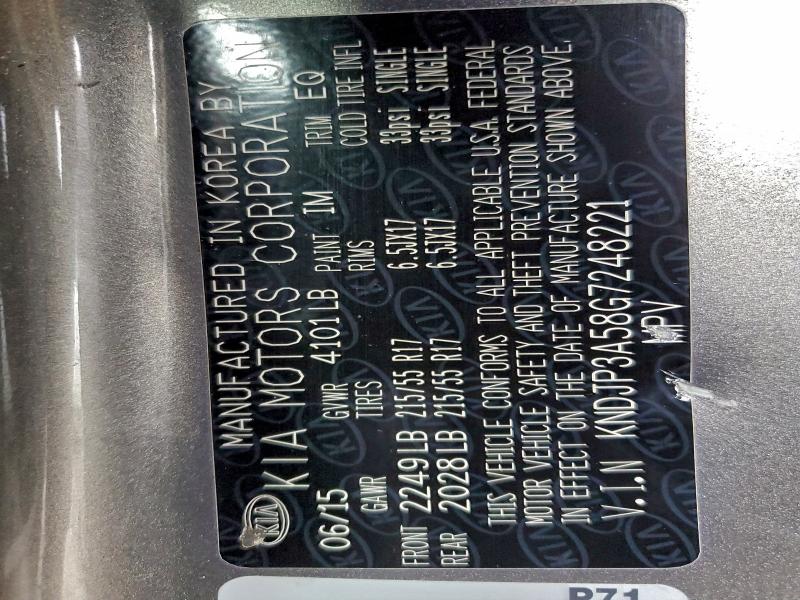 MANUFACTURED IN KOREA BY
KIA KIA MOTORS CORPORATION
06/15 GVWR 4101LB PAINT IM TRIM EQ
GAWR TIRES RIMS COLD TIRE INFL
FRONT 2249LB 215/55 R17 6.5JX17 33psi SINGLE
REAR 2028LB 215/55 R17 6.5JX17 33psi SINGLE
THIS VEHICLE CONFORMS TO ALL APPLICABLE U.S.A. FEDERAL
MOTOR VEHICLE SAFETY AND THEFT PREVENTION STANDARDS
IN EFFECT ON THE DATE OF MANUFACTURE SHOWN ABOVE.
V.I.N KNDJP3A58G7248221
MPV